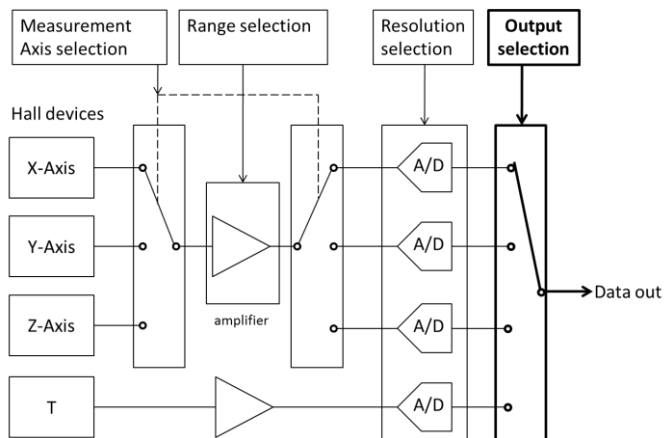 Measurement
Axis selection
Range selection
Resolution
selection
Output
selection
Hall devices
X-Axis
A/D
Y-Axis
A/D
Z-Axis
amplifier
A/D
Data out
T
A/D